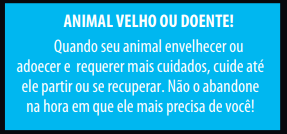 ANIMAL VELHO OU DOENTE!
Quando seu animal envelhecer ou
adoecer e requerer mais cuidados, cuide até
ele partir ou se recuperar. Não o abandone
na hora em que ele mais precisa de você!